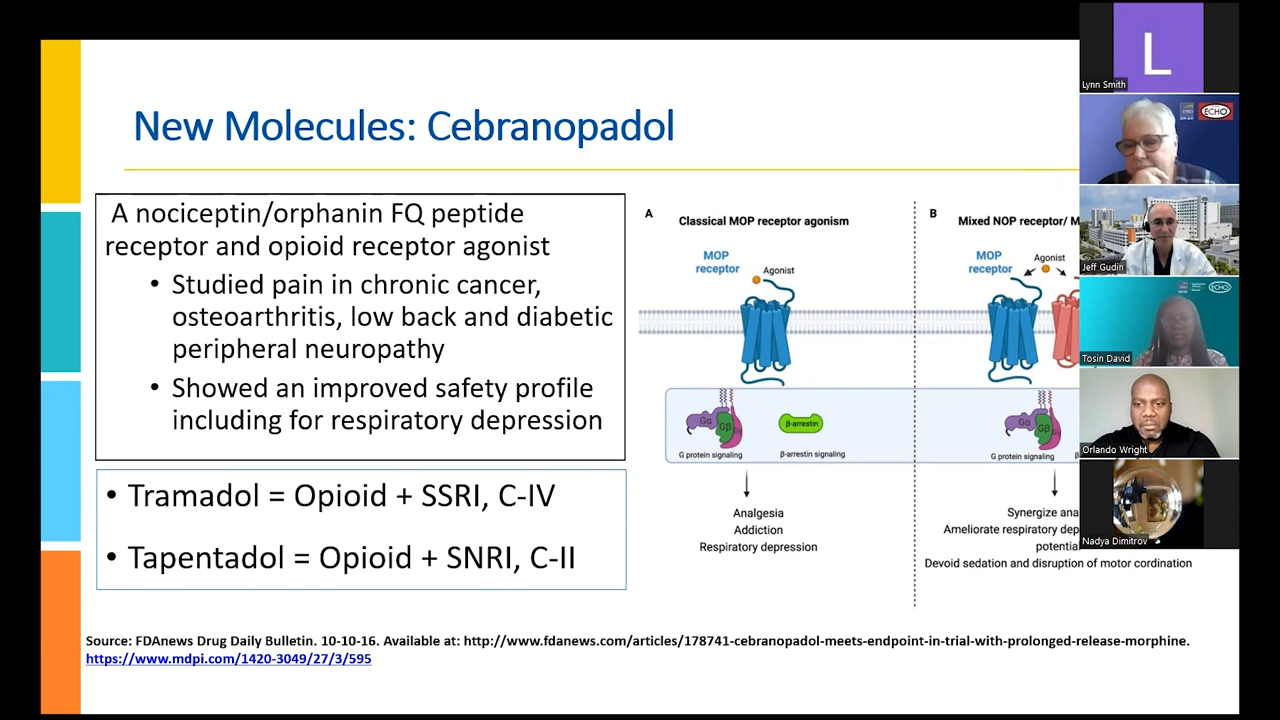 New Molecules: Cebranopadol
A nociceptin/orphanin FQ peptide
receptor and opioid receptor agonist
• Studied pain in chronic cancer,
osteoarthritis, low back and diabetic
peripheral neuropathy
• Showed an improved safety profile
including for respiratory depression
• Tramadol = Opioid + SSRI, C-IV
• Tapentadol = Opioid + SNRI, C-II
A
Classical MOP receptor agonism
MOP
receptor
Agonist
Gα
Gβ
Gγ
β-arrestin
G protein signaling
β-arrestin signaling
Analgesia
Addiction
Respiratory depression
B
Mixed NOP receptor/ M
MOP
receptor
Agonist
Gα
Gβ
G protein signaling
Synergize ana
Ameliorate respiratory dep
potentia
Devoid sedation and disruption of motor cordination
Source: FDAnews Drug Daily Bulletin. 10-10-16. Available at: http://www.fdanews.com/articles/178741-cebranopadol-meets-endpoint-in-trial-with-prolonged-release-morphine.
https://www.mdpi.com/1420-3049/27/3/595
L
Lynn Smith
ECHO
Jeff Gudin
ECHO
Tosin David
Orlando Wright
Nadya Dimitrov